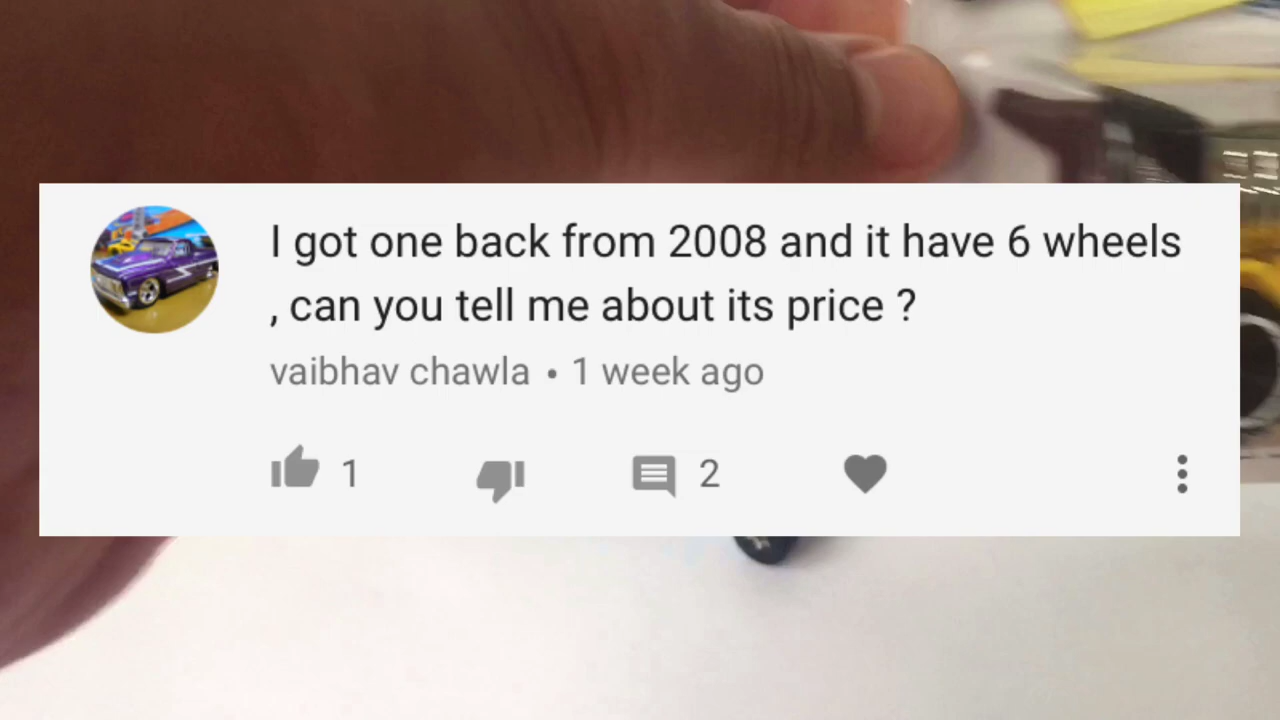 I got one back from 2008 and it have 6 wheels
, can you tell me about its price ?
vaibhav chawla • 1 week ago
1 2